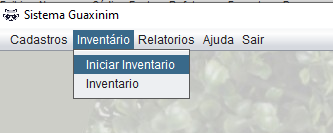 Sistema Guaxinim
Cadastros Inventário Relatorios Ajuda Sair
Iniciar Inventario
Inventario